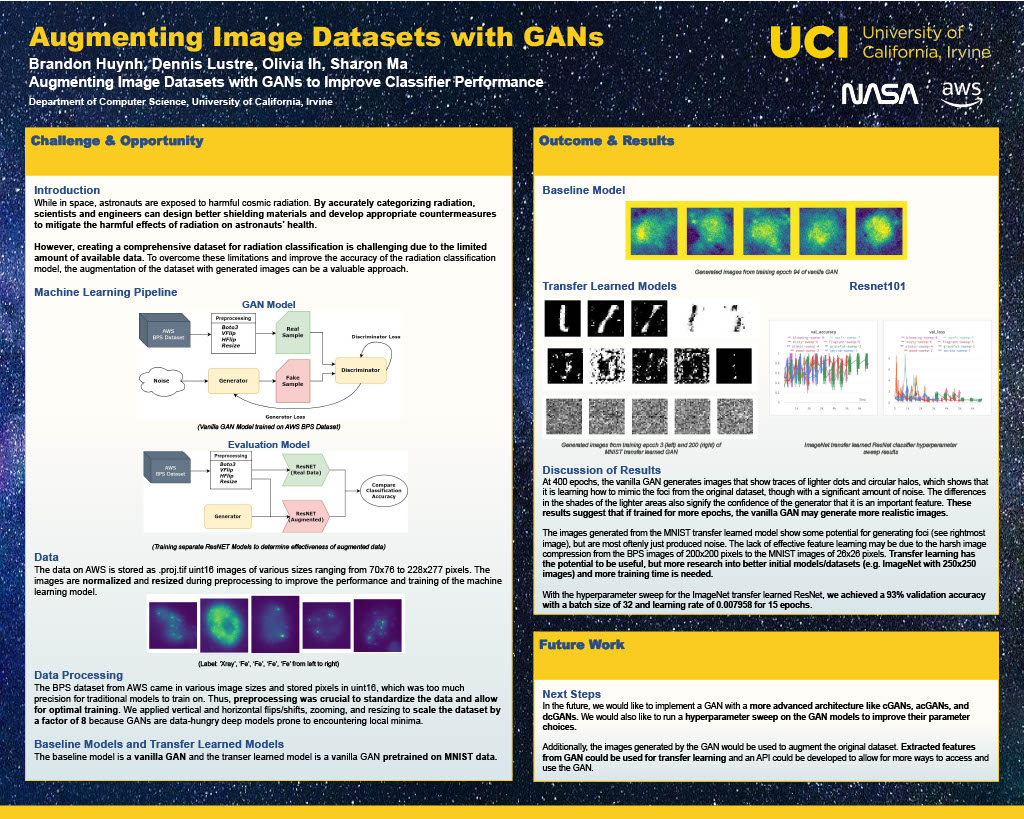 Augmenting Image Datasets with GANs
Brandon Huynh, Dennis Lustre, Olivia Ih, Sharon Ma
Augmenting Image Datasets with GANs to Improve Classifier Performance
Department of Computer Science, University of California, Irvine
UCI University of
California, Irvine
NASA aws
Challenge & Opportunity
Introduction
While in space, astronauts are exposed to harmful cosmic radiation. By accurately categorizing radiation,
scientists and engineers can design better shielding materials and develop appropriate countermeasures
to mitigate the harmful effects of radiation on astronauts' health.
However, creating a comprehensive dataset for radiation classification is challenging due to the limited
amount of available data. To overcome these limitations and improve the accuracy of the radiation classification
model, the augmentation of the dataset with generated images can be a valuable approach.
Machine Learning Pipeline
GAN Model
AWS
BPS Dataset
Preprocessing
Boto3
VFlip
HFlip
Resize
Real
Sample
Discriminator Loss
Noise
Generator
Fake
Sample
Discriminator
Generator Loss
(Vanilla GAN Model trained on AWS BPS Dataset)
Evaluation Model
AWS
BPS Dataset
Preprocessing
Boto3
VFlip
HFlip
Resize
ResNET
(Real Data)
Compare
Classification
Accuracy
Generator
ResNET
(Augmented)
(Training separate ResNET Models to determine effectiveness of augmented data)
Data
The data on AWS is stored as .proj.tif uint16 images of various sizes ranging from 70x76 to 228x277 pixels. The
images are normalized and resized during preprocessing to improve the performance and training of the machine
learning model.
(Label: 'Xray', 'Fe', 'Fe', 'Fe', 'Fe' from left to right)
Data Processing
The BPS dataset from AWS came in various image sizes and stored pixels in uint16, which was too much
precision for traditional models to train on. Thus, preprocessing was crucial to standardize the data and allow
for optimal training. We applied vertical and horizontal flips/shifts, zooming, and resizing to scale the dataset by
a factor of 8 because GANs are data-hungry deep models prone to encountering local minima.
Baseline Models and Transfer Learned Models
The baseline model is a vanilla GAN and the transer learned model is a vanilla GAN pretrained on MNIST data.
Outcome & Results
Baseline Model
Generated images from training epoch 94 of vanilla GAN
Transfer Learned Models
Resnet101
val_accuracy
val_loss
Generated images from training epoch 3 (left) and 200 (right) of
MNIST transfer learned GAN
ImageNet transfer learned ResNet classifier hyperparameter
sweep results
Discussion of Results
At 400 epochs, the vanilla GAN generates images that show traces of lighter dots and circular halos, which shows that
it is learning how to mimic the foci from the original dataset, though with a significant amount of noise. The differences
in the shades of the lighter areas also signify the confidence of the generator that it is an important feature. These
results suggest that if trained for more epochs, the vanilla GAN may generate more realistic images.
The images generated from the MNIST transfer learned model show some potential for generating foci (see rightmost
image), but are most oftenly just produced noise. The lack of effective feature learning may be due to the harsh image
compression from the BPS images of 200x200 pixels to the MNIST images of 26x26 pixels. Transfer learning has
the potential to be useful, but more research into better initial models/datasets (e.g. ImageNet with 250x250
images) and more training time is needed.
With the hyperparameter sweep for the ImageNet transfer learned ResNet, we achieved a 93% validation accuracy
with a batch size of 32 and learning rate of 0.007958 for 15 epochs.
Future Work
Next Steps
In the future, we would like to implement a GAN with a more advanced architecture like cGANs, acGANs, and
dcGANs. We would also like to run a hyperparameter sweep on the GAN models to improve their parameter
choices.
Additionally, the images generated by the GAN would be used to augment the original dataset. Extracted features
from GAN could be used for transfer learning and an API could be developed to allow for more ways to access and
use the GAN.